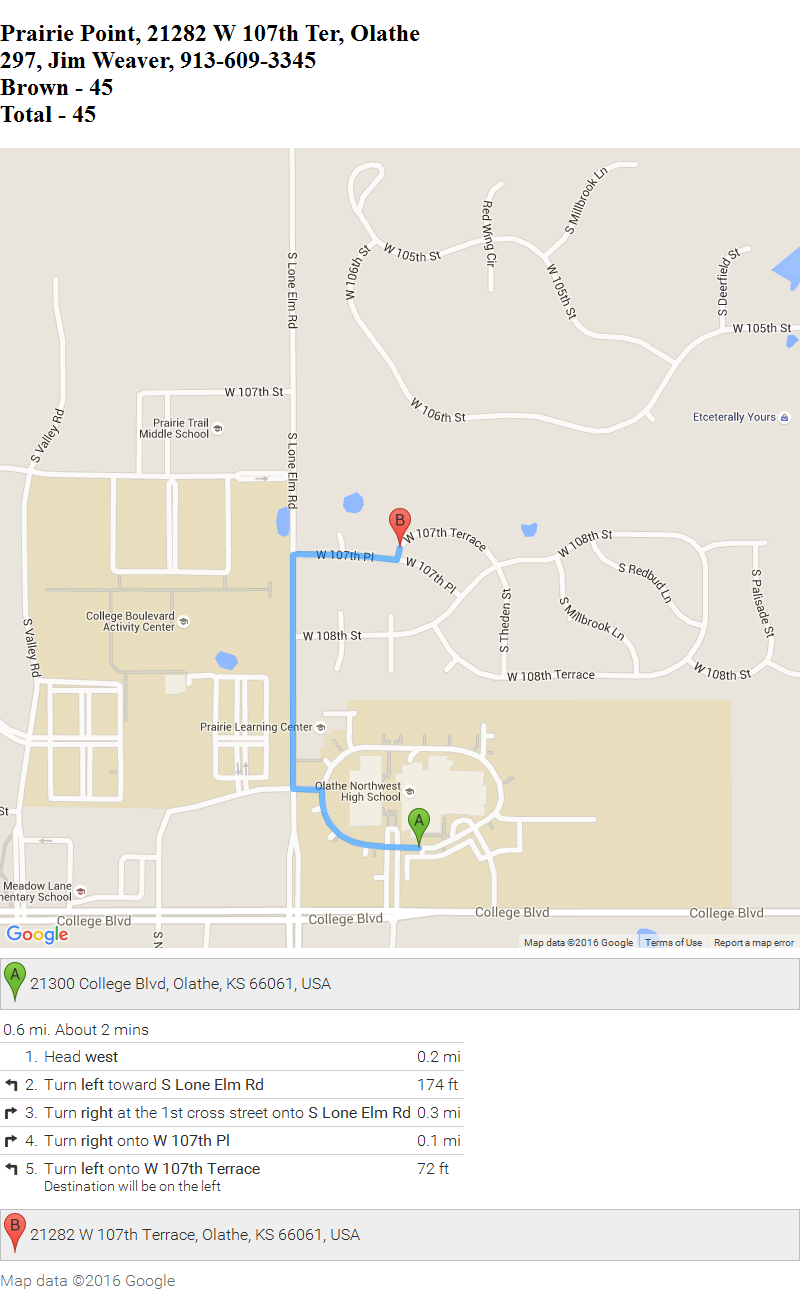 Prairie Point, 21282 W 107th Ter, Olathe
297, Jim Weaver, 913-609-3345
Brown - 45
Total - 45
S Millbrook Ln
Red Wing Cir
W 105th St
W 106th St
S Lone Elm Rd
W 105th St
S Deerfield St
W 105th St
W 107th St
W 106th St
Etceterally Yours
S Valley Rd
Prairie Trail
Middle School
S Lone Elm Rd
B
W 107th Terrace
W 108th St
W 107th Pl
W 107th Pl
S Redbud Ln
S Palisade St
College Boulevard
Activity Center
S Valley Rd
W 108th St
S Theden St
S Millbrook Ln
W 108th Terrace
W 108th St
Prairie Learning Center
Olathe Northwest
High School
St
A
Meadow Lane
mentary School
College Blvd
College Blvd
College Blvd
College Blvd
S N
Google
Map data ©2016 Google
Terms of Use
Report a map error
A
21300 College Blvd, Olathe, KS 66061, USA
0.6 mi. About 2 mins
1. Head west 0.2 mi
2. Turn left toward S Lone Elm Rd 174 ft
3. Turn right at the 1st cross street onto S Lone Elm Rd 0.3 mi
4. Turn right onto W 107th Pl 0.1 mi
5. Turn left onto W 107th Terrace 72 ft
Destination will be on the left
B
21282 W 107th Terrace, Olathe, KS 66061, USA
Map data ©2016 Google